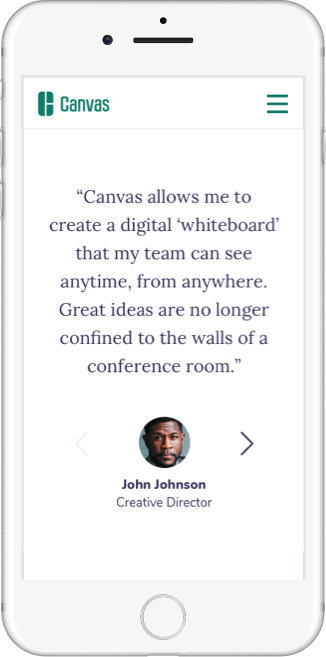 Canvas
“Canvas allows me to
create a digital ‘whiteboard’
that my team can see
anytime, from anywhere.
Great ideas are no longer
confined to the walls of a
conference room.”
John Johnson
Creative Director